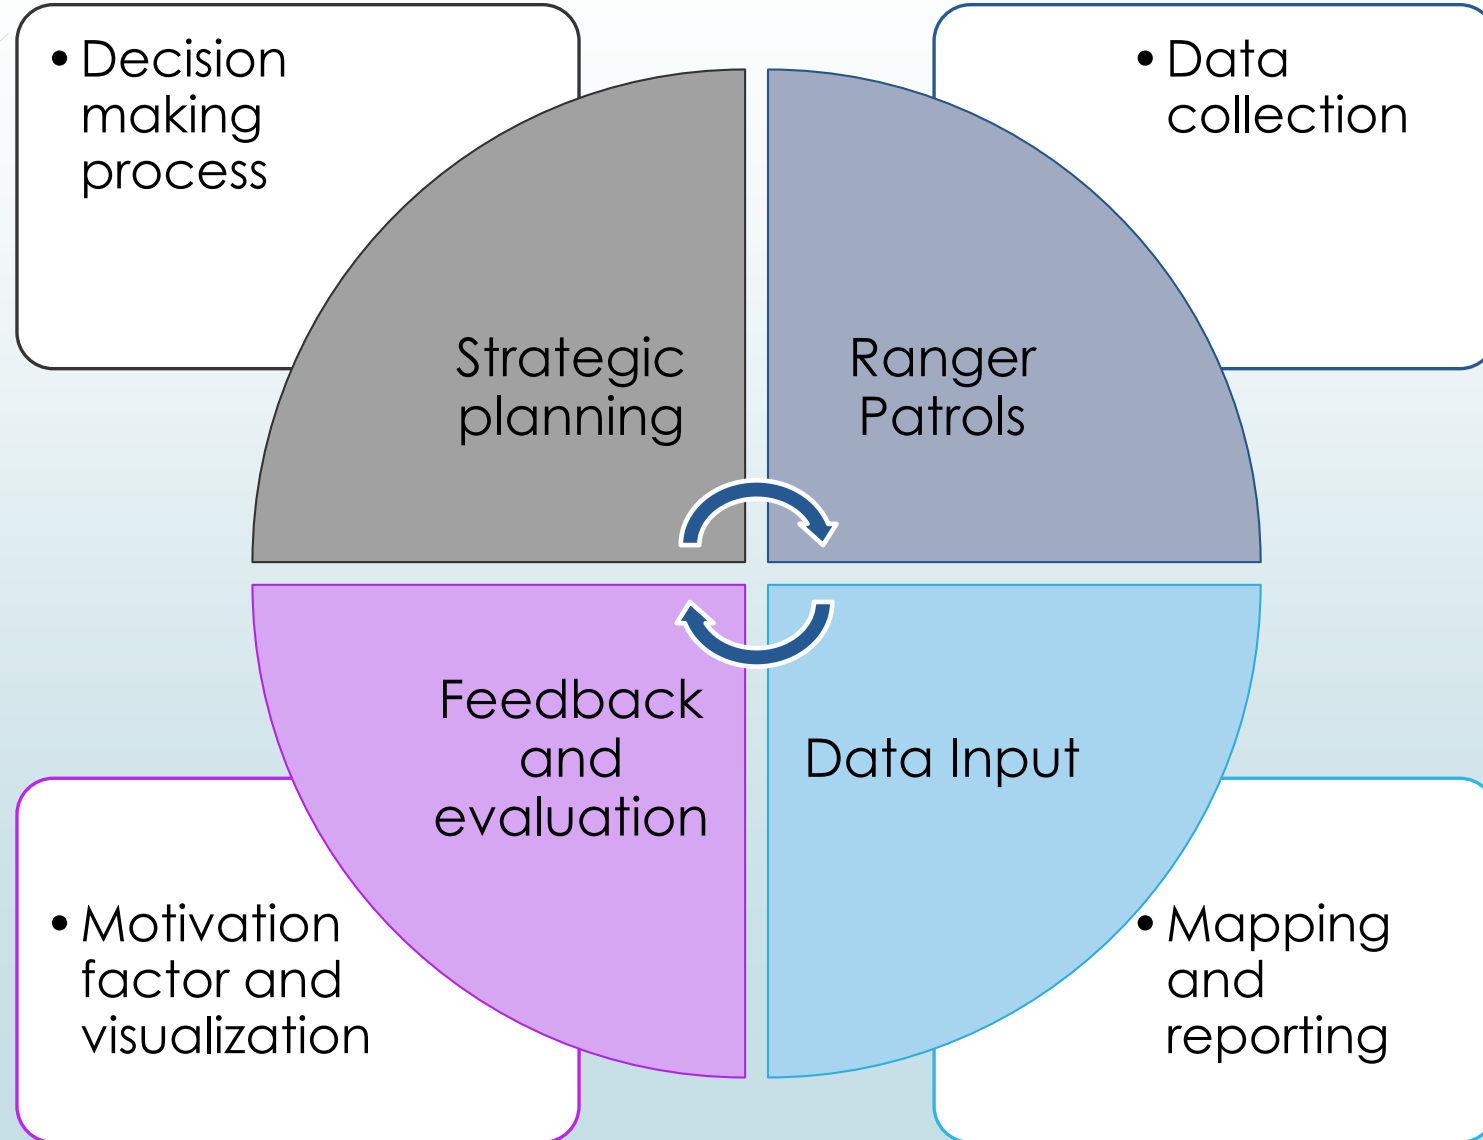 • Decision
making
process
• Data
collection
Strategic
planning
Ranger
Patrols
Feedback
and
evaluation
Data Input
• Motivation
factor and
visualization
• Mapping
and
reporting